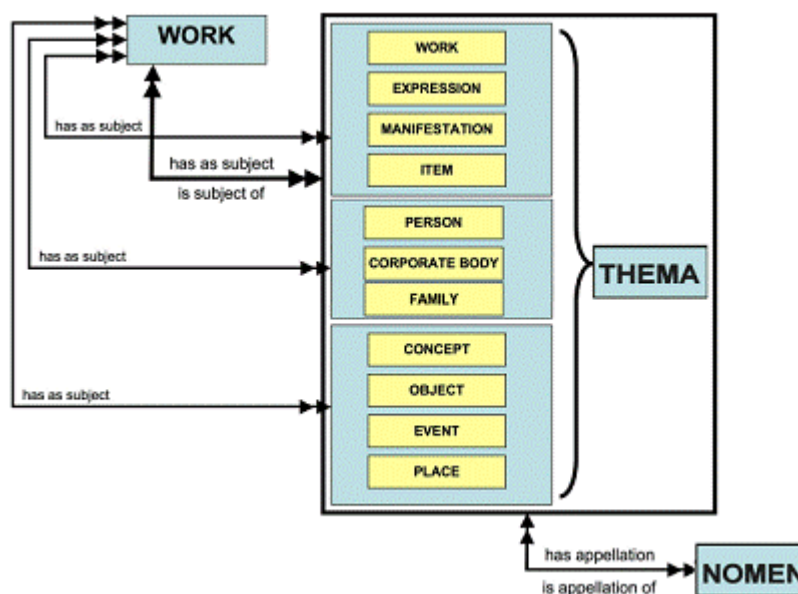 WORK
WORK
EXPRESSION
MANIFESTATION
has as subject
has as subject
ITEM
is subject of
PERSON
has as subject
CORPORATE BODY
THEMA
FAMILY
CONCEPT
OBJECT
has as subject
EVENT
PLACE
has appellation
NOMEN
is appellation of